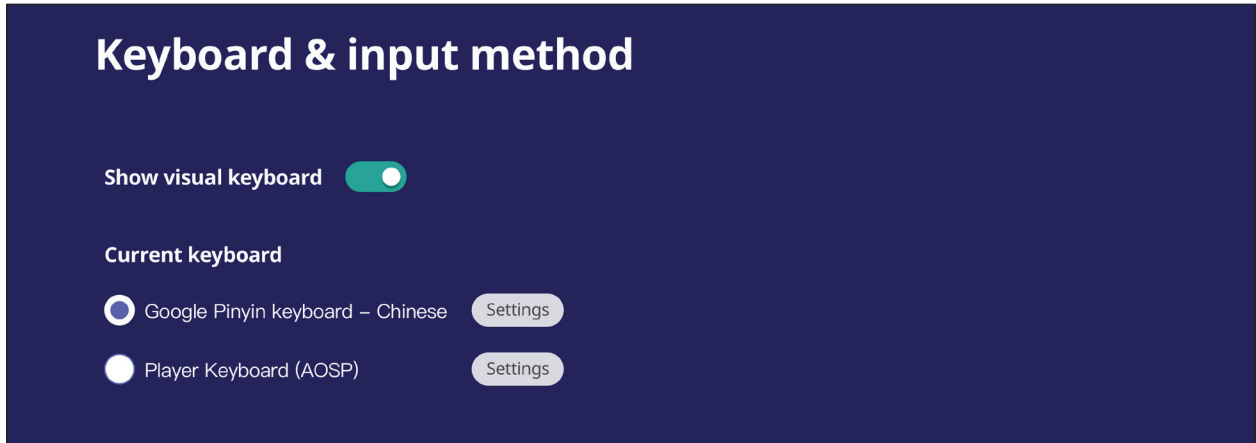 Keyboard & input method
Show visual keyboard
Current keyboard
Google Pinyin keyboard – Chinese Settings
Player Keyboard (AOSP) Settings